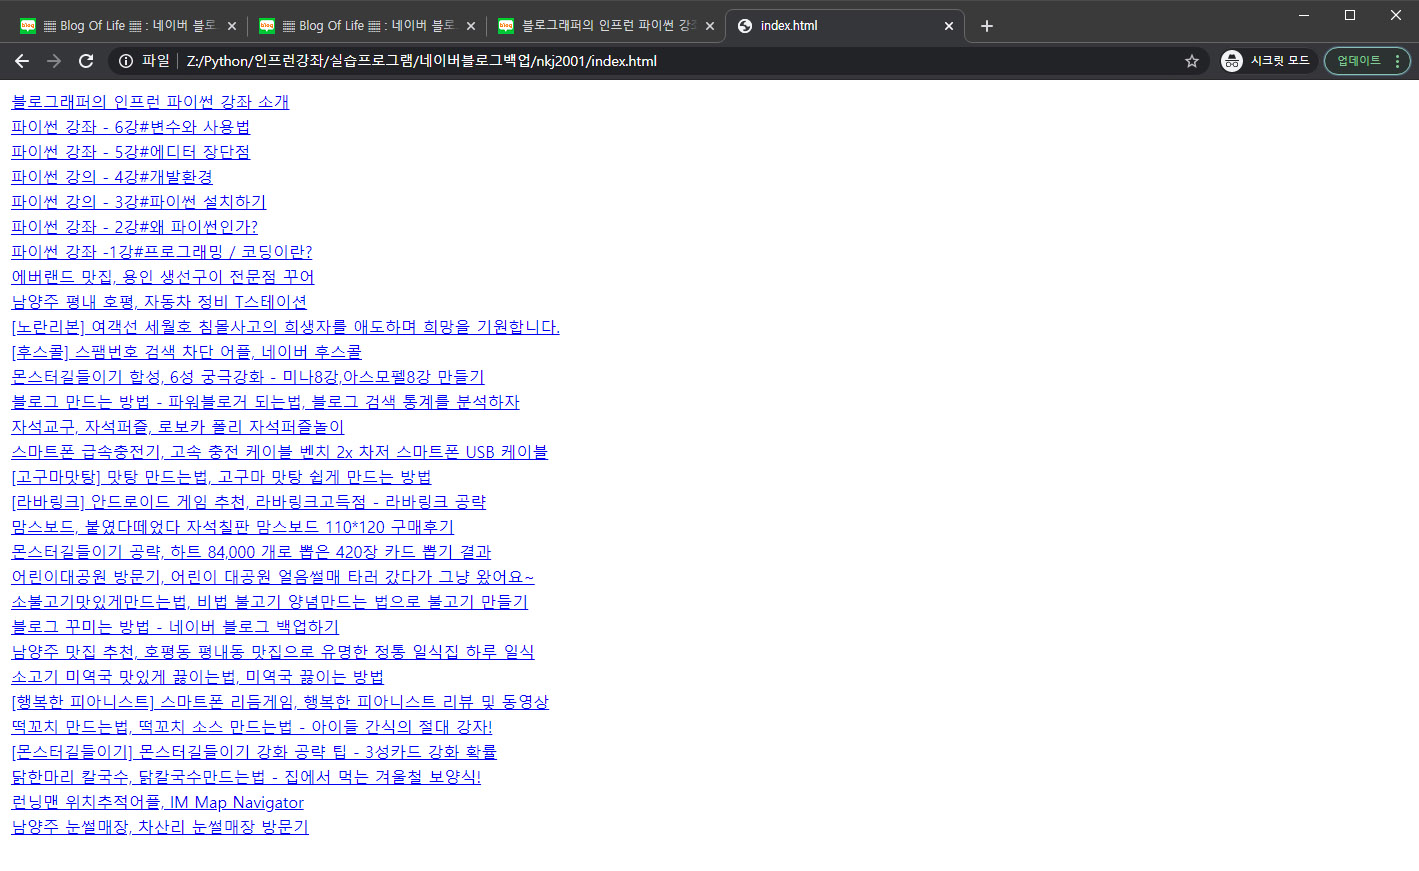 ▦ Blog Of Life ▦ : 네이버 블로
▦ Blog Of Life ▦ : 네이버 블로
블로그래퍼의 인프런 파이썬 강좌
index.html
파일 Z:/Python/인프런강좌/실습프로그램/네이버블로그백업/nkj2001/index.html
시크릿 모드
업데이트
블로그래퍼의 인프런 파이썬 강좌 소개
파이썬 강좌 - 6강#변수와 사용법
파이썬 강좌 - 5강#에디터 장단점
파이썬 강의 - 4강#개발환경
파이썬 강의 - 3강#파이썬 설치하기
파이썬 강좌 - 2강#왜 파이썬인가?
파이썬 강좌 -1강#프로그래밍 / 코딩이란?
에버랜드 맛집, 용인 생선구이 전문점 꾸어
남양주 평내 호평, 자동차 정비 T스테이션
[노란리본] 여객선 세월호 침몰사고의 희생자를 애도하며 희망을 기원합니다.
[후스콜] 스팸번호 검색 차단 어플, 네이버 후스콜
몬스터길들이기 합성, 6성 궁극강화 - 미나8강,아스모펠8강 만들기
블로그 만드는 방법 - 파워블로거 되는법, 블로그 검색 통계를 분석하자
자석교구, 자석퍼즐, 로보카 폴리 자석퍼즐놀이
스마트폰 급속충전기, 고속 충전 케이블 벤치 2x 차저 스마트폰 USB 케이블
[고구마맛탕] 맛탕 만드는법, 고구마 맛탕 쉽게 만드는 방법
[라바링크] 안드로이드 게임 추천, 라바링크고득점 - 라바링크 공략
맘스보드, 붙였다떼었다 자석칠판 맘스보드 110*120 구매후기
몬스터길들이기 공략, 하트 84,000 개로 뽑은 420장 카드 뽑기 결과
어린이대공원 방문기, 어린이 대공원 얼음썰매 타러 갔다가 그냥 왔어요~
소불고기맛있게만드는법, 비법 불고기 양념만드는 법으로 불고기 만들기
블로그 꾸미는 방법 - 네이버 블로그 백업하기
남양주 맛집 추천, 호평동 평내동 맛집으로 유명한 정통 일식집 하루 일식
소고기 미역국 맛있게 끓이는법, 미역국 끓이는 방법
[행복한 피아니스트] 스마트폰 리듬게임, 행복한 피아니스트 리뷰 및 동영상
떡꼬치 만드는법, 떡꼬치 소스 만드는법 - 아이들 간식의 절대 강자!
[몬스터길들이기] 몬스터길들이기 강화 공략 팁 - 3성카드 강화 확률
닭한마리 칼국수, 닭칼국수만드는법 - 집에서 먹는 겨울철 보양식!
런닝맨 위치추적어플, IM Map Navigator
남양주 눈썰매장, 차산리 눈썰매장 방문기